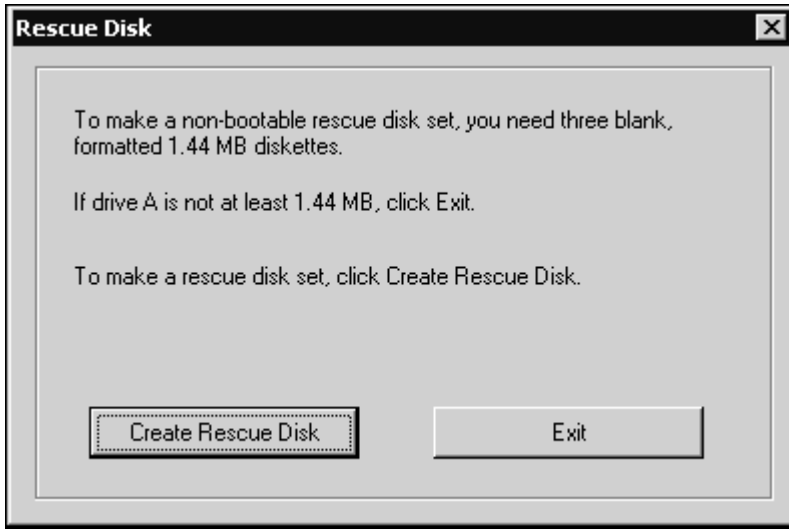 Rescue Disk
To make a non-bootable rescue disk set, you need three blank,
formatted 1.44 MB diskettes.
If drive A is not at least 1.44 MB, click Exit.
To make a rescue disk set, click Create Rescue Disk.
Create Rescue Disk
Exit